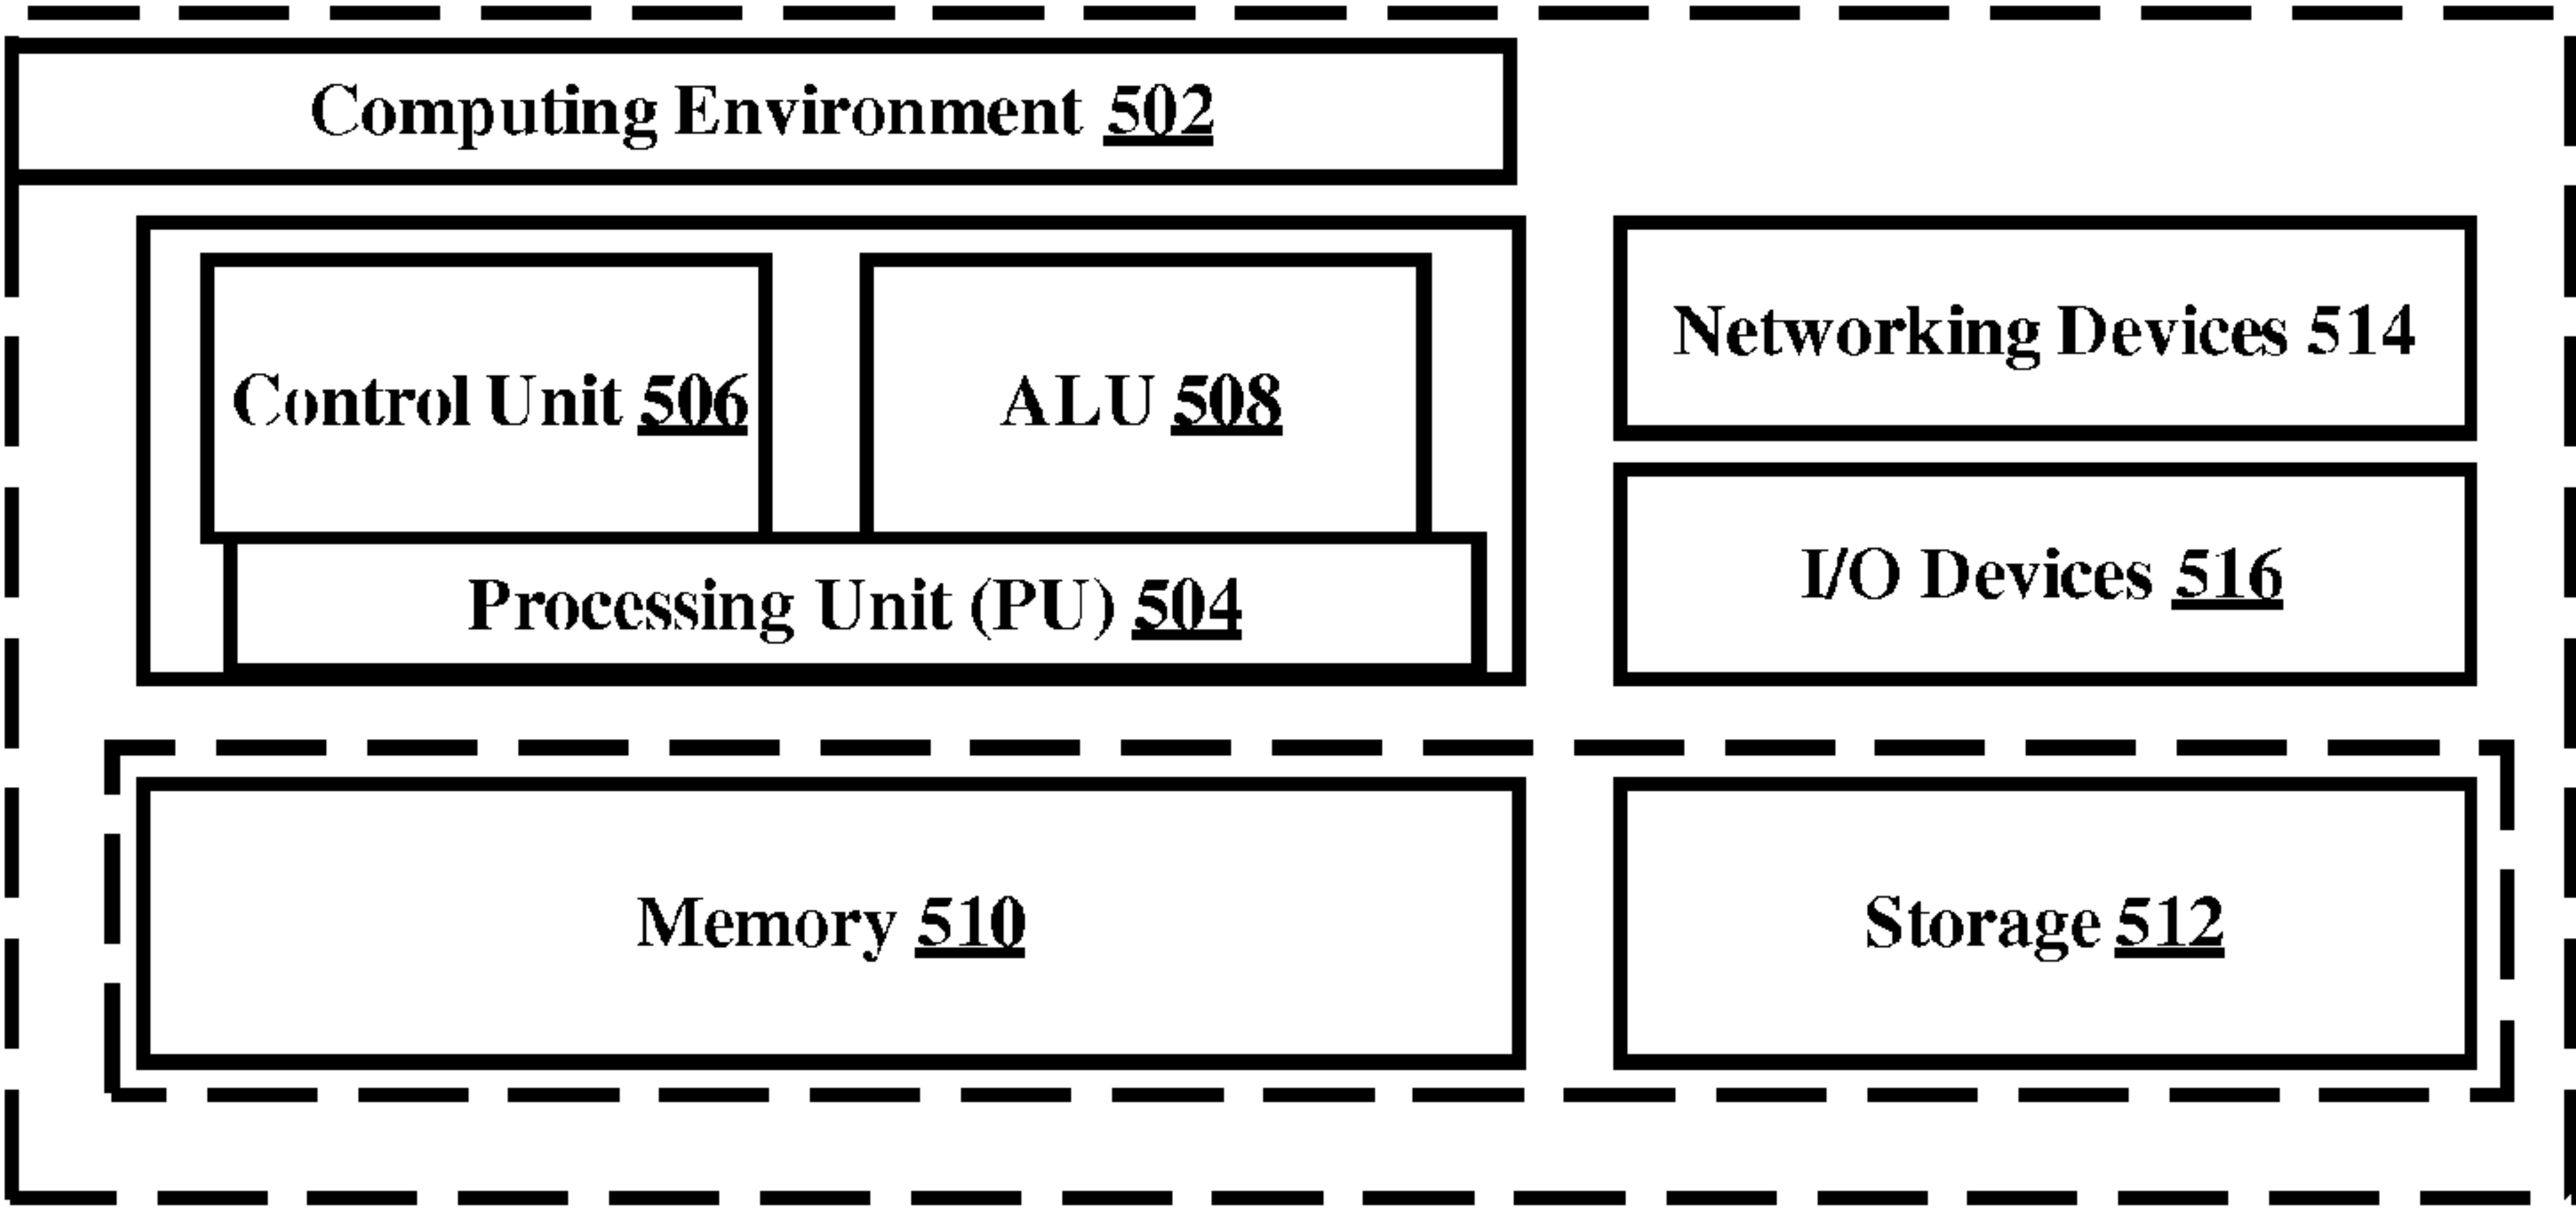 Computing Environment 502
Control Unit 506
ALU 508
Processing Unit (PU) 504
Networking Devices 514
I/O Devices 516
Memory 510
Storage 512